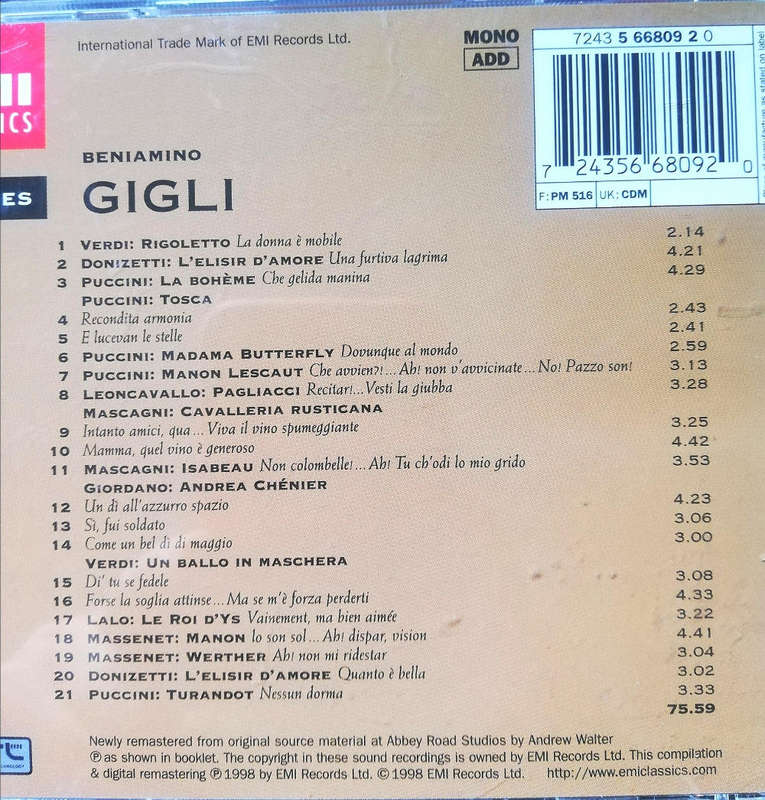 International Trade Mark of EMI Records Ltd.
MONO
ADD
7243 5 66809 2 0
7 24356 68092 0
F: PM 516 UK: CDM
ICS
ES
BENIAMINO
GIGLI
1 VERDI: RIGOLETTO La donna è mobile 2.14
2 DONIZETTI: L'ELISIR D'AMORE Una furtiva lagrima 4.21
3 PUCCINI: LA BOHÈME Che gelida manina 4.29
PUCCINI: TOSCA
4 Recondita armonia 2.43
5 E lucevan le stelle 2.41
6 PUCCINI: MADAMA BUTTERFLY Dovunque al mondo 2.59
7 PUCCINI: MANON LESCAUT Che avvien?!...Ah! non v'avvicinate...No! Pazzo son! 3.13
8 LEONCAVALLO: PAGLIACCI Recitar!...Vesti la giubba 3.28
MASCAGNI: CAVALLERIA RUSTICANA
9 Intanto amici, qua...Viva il vino spumeggiante 3.25
10 Mamma, quel vino è generoso 4.42
11 MASCAGNI: ISABEAU Non colombelle!...Ah! Tu ch'odi lo mio grido 3.53
GIORDANO: ANDREA CHÉNIER
12 Un dì all'azzurro spazio 4.23
13 Sì, fui soldato 3.06
14 Come un bel dì di maggio 3.00
VERDI: UN BALLO IN MASCHERA
15 Di' tu se fedele 3.08
16 Forse la soglia attinse...Ma se m'è forza perderti 4.33
17 LALO: LE ROI D'YS Vainement, ma bien aimée 3.22
18 MASSENET: MANON Io son sol...Ah! dispar, vision 4.41
19 MASSENET: WERTHER Ah! non mi ridestar 3.04
20 DONIZETTI: L'ELISIR D'AMORE Quanto è bella 3.02
21 PUCCINI: TURANDOT Nessun dorma 3.33
75.59
Newly remastered from original source material at Abbey Road Studios by Andrew Walter
℗ as shown in booklet. The copyright in these sound recordings is owned by EMI Records Ltd. This compilation
& digital remastering ℗ 1998 by EMI Records Ltd. © 1998 EMI Records Ltd. http://www.emiclassics.com